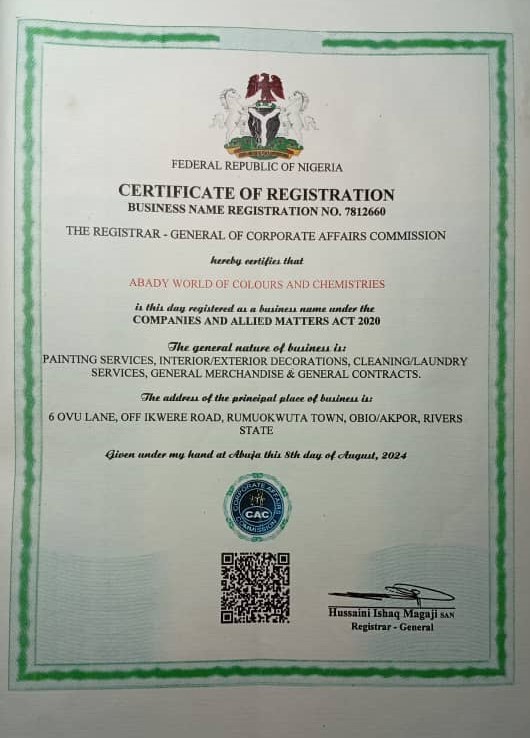 FEDERAL REPUBLIC OF NIGERIA
CERTIFICATE OF REGISTRATION
BUSINESS NAME REGISTRATION NO. 7812660
THE REGISTRAR - GENERAL OF CORPORATE AFFAIRS COMMISSION
hereby certifies that
ABADY WORLD OF COLOURS AND CHEMISTRIES
is this day registered as a business name under the
COMPANIES AND ALLIED MATTERS ACT 2020
The general nature of business is:
PAINTING SERVICES, INTERIOR/EXTERIOR DECORATIONS, CLEANING/LAUNDRY
SERVICES, GENERAL MERCHANDISE & GENERAL CONTRACTS.
The address of the principal place of business is:
6 OVU LANE, OFF IKWERE ROAD, RUMUOKWUTA TOWN, OBIO/AKPOR, RIVERS
STATE
Given under my hand at Abuja this 8th day of August, 2024
CORPORATE AFFAIRS
CAC
COMMISSION
Hussaini Ishaq Magaji SAN
Registrar - General